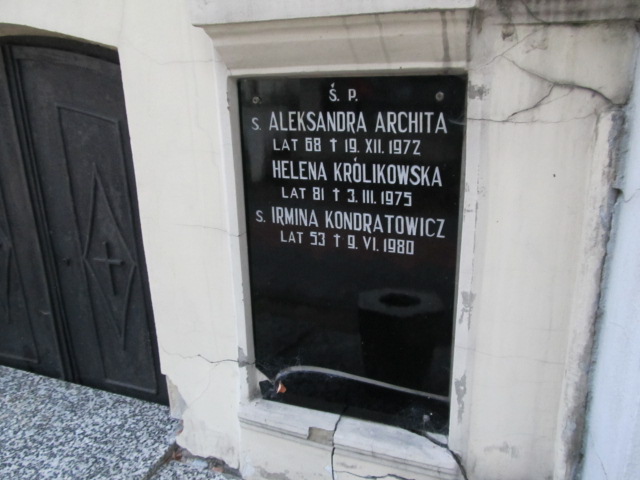 Ś. P.
S. ALEKSANDRA ARCHITA
LAT 68 † 19. XII. 1972
HELENA KRÓLIKOWSKA
LAT 81 † 3. III. 1975
S. IRMINA KONDRATOWICZ
LAT 53 † 9. VI. 1980